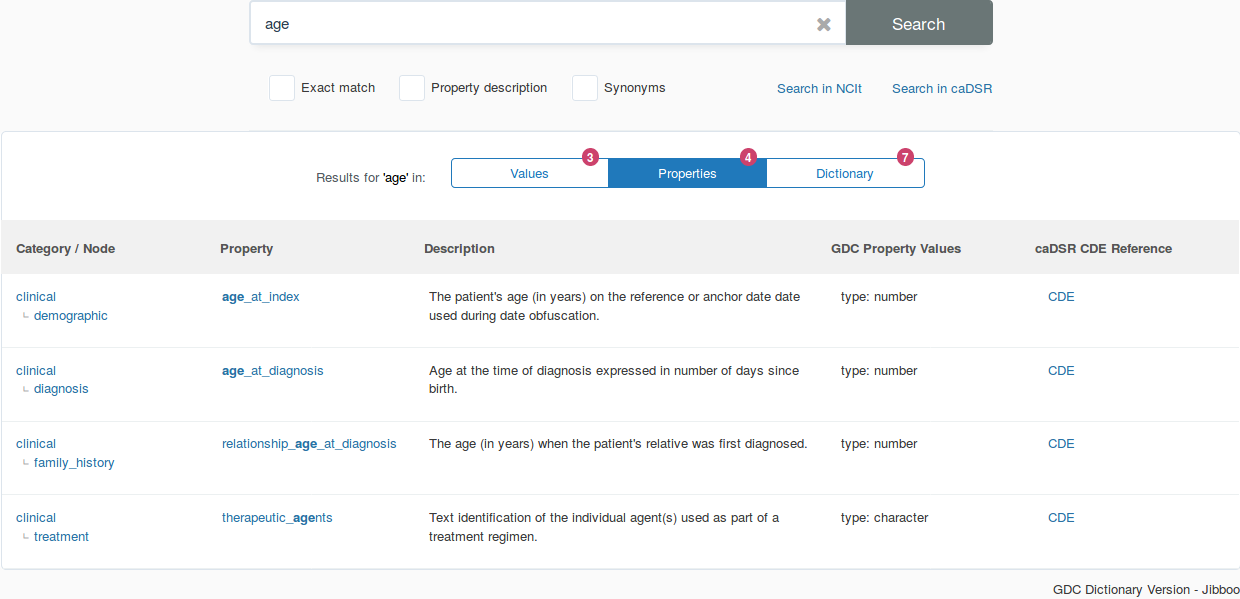 age ✖ Search
Exact match Property description Synonyms Search in NCIt Search in caDSR
3 4 7
Results for 'age' in: Values Properties Dictionary
Category / Node Property Description GDC Property Values caDSR CDE Reference
clinical age_at_index The patient's age (in years) on the reference or anchor date date type: number CDE
demographic used during date obfuscation.
clinical age_at_diagnosis Age at the time of diagnosis expressed in number of days since type: number CDE
diagnosis birth.
clinical relationship_age_at_diagnosis The age (in years) when the patient's relative was first diagnosed. type: number CDE
family_history
clinical therapeutic_agents Text identification of the individual agent(s) used as part of a type: character CDE
treatment treatment regimen.
GDC Dictionary Version - Jibboo